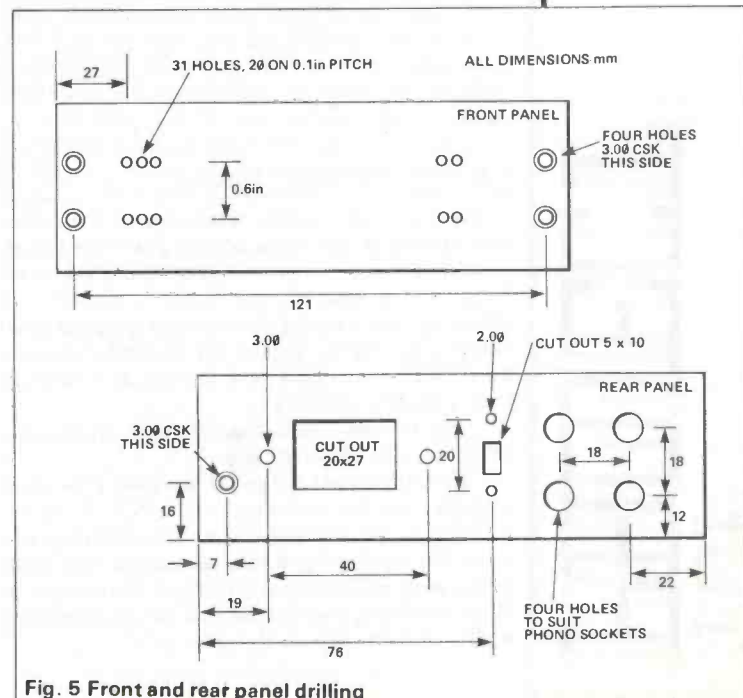 31 HOLES, 20 ON 0.1in PITCH
ALL DIMENSIONS mm
27
FRONT PANEL
FOUR HOLES
3.00 CSK
THIS SIDE
0.6in
121
3.00
2.00
CUT OUT 5 x 10
REAR PANEL
3.00 CSK
THIS SIDE
CUT OUT
20x27
20
18
18
16
12
7
40
22
19
FOUR HOLES
TO SUIT
PHONO SOCKETS
76
Fig. 5 Front and rear panel drilling